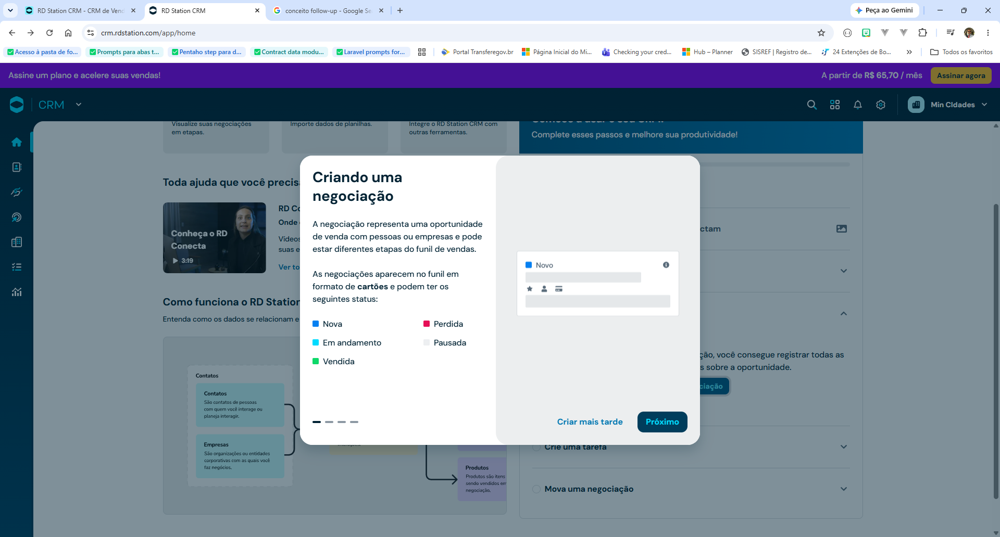 RD Station CRM - CRM de Vend
RD Station CRM
conceito follow-up - Google Se
Peça ao Gemini
crm.rdstation.com/app/home
Acesso à pasta de fo...
Prompts para abas t...
Pentaho step para d...
Contract data modu...
Laravel prompts for...
Portal Transferegov.br
Página Inicial do Mi...
Checking your cred...
Hub – Planner
SISREF | Registro de...
24 Extenções de Bo...
Todos os favoritos
Assine um plano e acelere suas vendas!
A partir de R$ 65,70 / mês
Assinar agora
CRM
Min CIdades
Visualize suas negociações
em etapas.
Importe dados de planilhas.
Integre o RD Station CRM com
outras ferramentas.
Complete esses passos e melhore sua produtividade!
Toda ajuda que você precisa
Conheça o RD
Conecta
3:19
RD Co
Onde
Vídeos
suas e
Ver to
Como funciona o RD Station
Entenda como os dados se relacionam e
Contatos
Contatos
São contatos de pessoas
com quem você interage ou
planeja interagir.
Empresas
São organizações ou entidades
corporativas com as quais você
faz negócios.
Produtos
Produtos são itens
sendo vendidos em
negociação.
Criando uma
negociação
A negociação representa uma oportunidade
de venda com pessoas ou empresas e pode
estar diferentes etapas do funil de vendas.
As negociações aparecem no funil em
formato de cartões e podem ter os
seguintes status:
Nova
Perdida
Em andamento
Pausada
Vendida
Novo
Criar mais tarde
Próximo
ctam
ção, você consegue registrar todas as
s sobre a oportunidade.
ciação
Crie uma tarefa
Mova uma negociação